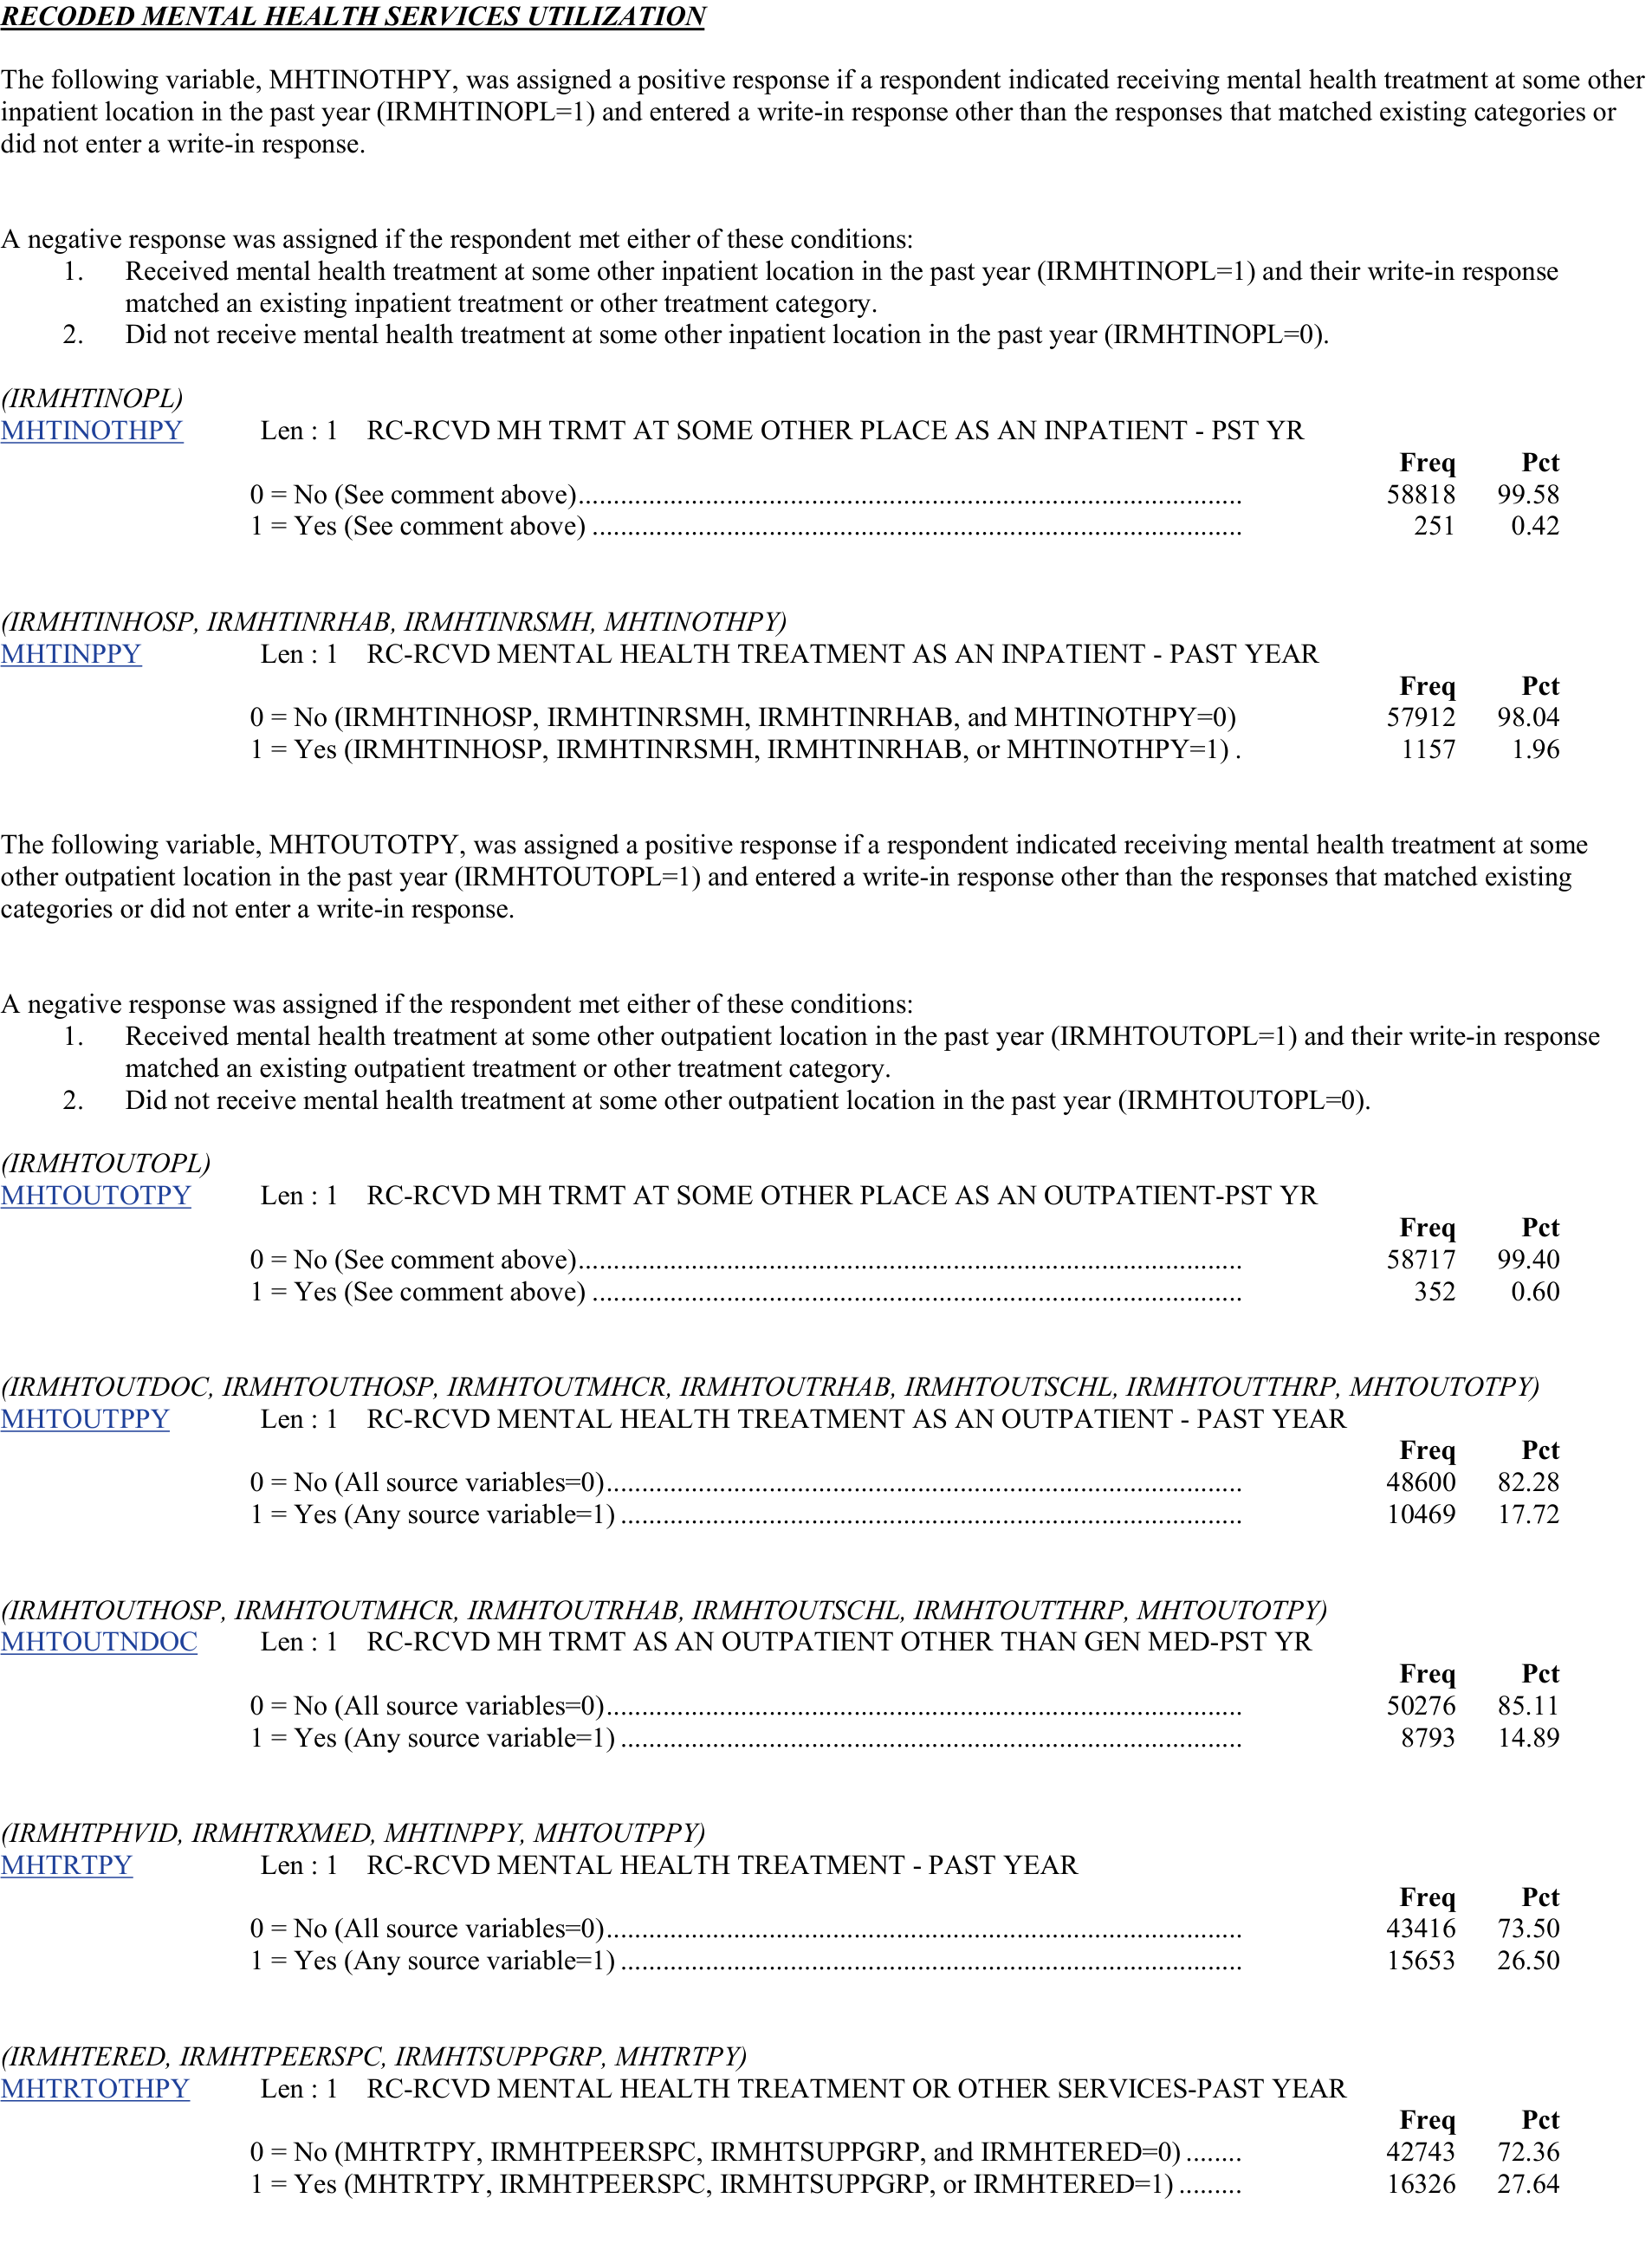 RECODED MENTAL HEALTH SERVICES UTILIZATION
The following variable, MHTINOTHPY, was assigned a positive response if a respondent indicated receiving mental health treatment at some other
inpatient location in the past year (IRMHTINOPL=1) and entered a write-in response other than the responses that matched existing categories or
did not enter a write-in response.
A negative response was assigned if the respondent met either of these conditions:
1. Received mental health treatment at some other inpatient location in the past year (IRMHTINOPL=1) and their write-in response
matched an existing inpatient treatment or other treatment category.
2. Did not receive mental health treatment at some other inpatient location in the past year (IRMHTINOPL=0).
(IRMHTINOPL)
MHTINOTHPY Len : 1 RC-RCVD MH TRMT AT SOME OTHER PLACE AS AN INPATIENT - PST YR
Freq Pct
0 = No (See comment above)............................................................ 58818 99.58
1 = Yes (See comment above) ............................................................ 251 0.42
(IRMHTINHOSP, IRMHTINRHAB, IRMHTINRSMH, MHTINOTHPY)
MHTINPPY Len : 1 RC-RCVD MENTAL HEALTH TREATMENT AS AN INPATIENT - PAST YEAR
Freq Pct
0 = No (IRMHTINHOSP, IRMHTINRSMH, IRMHTINRHAB, and MHTINOTHPY=0) 57912 98.04
1 = Yes (IRMHTINHOSP, IRMHTINRSMH, IRMHTINRHAB, or MHTINOTHPY=1) . 1157 1.96
The following variable, MHTOUTOTPY, was assigned a positive response if a respondent indicated receiving mental health treatment at some
other outpatient location in the past year (IRMHTOUTOPL=1) and entered a write-in response other than the responses that matched existing
categories or did not enter a write-in response.
A negative response was assigned if the respondent met either of these conditions:
1. Received mental health treatment at some other outpatient location in the past year (IRMHTOUTOPL=1) and their write-in response
matched an existing outpatient treatment or other treatment category.
2. Did not receive mental health treatment at some other outpatient location in the past year (IRMHTOUTOPL=0).
(IRMHTOUTOPL)
MHTOUTOTPY Len : 1 RC-RCVD MH TRMT AT SOME OTHER PLACE AS AN OUTPATIENT-PST YR
Freq Pct
0 = No (See comment above)............................................................ 58717 99.40
1 = Yes (See comment above) ............................................................ 352 0.60
(IRMHTOUTDOC, IRMHTOUTHOSP, IRMHTOUTMHCR, IRMHTOUTRHAB, IRMHTOUTSCHL, IRMHTOUTTHRP, MHTOUTOTPY)
MHTOUTPPY Len : 1 RC-RCVD MENTAL HEALTH TREATMENT AS AN OUTPATIENT - PAST YEAR
Freq Pct
0 = No (All source variables=0)............................................................ 48600 82.28
1 = Yes (Any source variable=1) ............................................................ 10469 17.72
(IRMHTOUTHOSP, IRMHTOUTMHCR, IRMHTOUTRHAB, IRMHTOUTSCHL, IRMHTOUTTHRP, MHTOUTOTPY)
MHTOUTNDOC Len : 1 RC-RCVD MH TRMT AS AN OUTPATIENT OTHER THAN GEN MED-PST YR
Freq Pct
0 = No (All source variables=0)............................................................ 50276 85.11
1 = Yes (Any source variable=1) ............................................................ 8793 14.89
(IRMHTPHVID, IRMHTRXMED, MHTINPPY, MHTOUTPPY)
MHTRTPY Len : 1 RC-RCVD MENTAL HEALTH TREATMENT - PAST YEAR
Freq Pct
0 = No (All source variables=0)............................................................ 43416 73.50
1 = Yes (Any source variable=1) ............................................................ 15653 26.50
(IRMHTERED, IRMHTPEERSPC, IRMHTSUPPGRP, MHTRTPY)
MHTRTOTHPY Len : 1 RC-RCVD MENTAL HEALTH TREATMENT OR OTHER SERVICES-PAST YEAR
Freq Pct
0 = No (MHTRTPY, IRMHTPEERSPC, IRMHTSUPPGRP, and IRMHTERED=0) ........ 42743 72.36
1 = Yes (MHTRTPY, IRMHTPEERSPC, IRMHTSUPPGRP, or IRMHTERED=1) ......... 16326 27.64